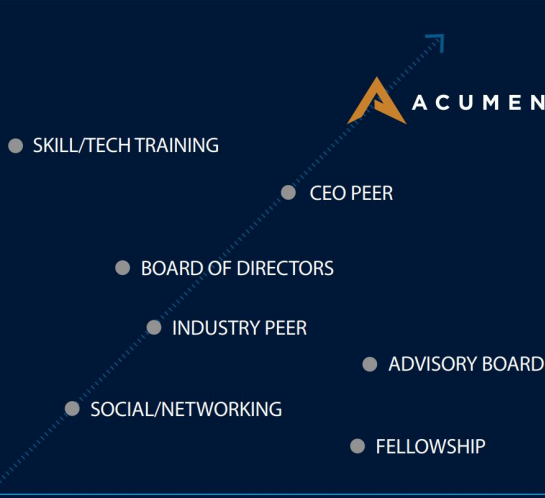 ACUMEN
SKILL/TECH TRAINING
CEO PEER
BOARD OF DIRECTORS
INDUSTRY PEER
ADVISORY BOARD
SOCIAL/NETWORKING
FELLOWSHIP